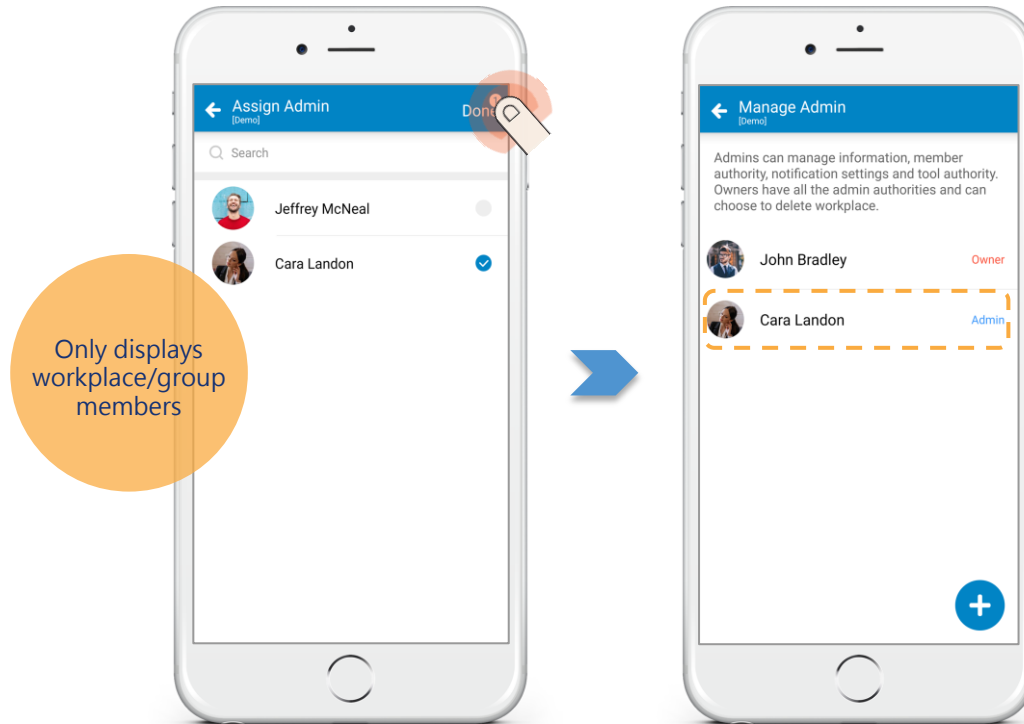 Assign Admin
[Demo]
Done
Search
Jeffrey McNeal
Cara Landon
Only displays
workplace/group
members
Manage Admin
[Demo]
Admins can manage information, member
authority, notification settings and tool authority.
Owners have all the admin authorities and can
choose to delete workplace.
John Bradley
Owner
Cara Landon
Admin